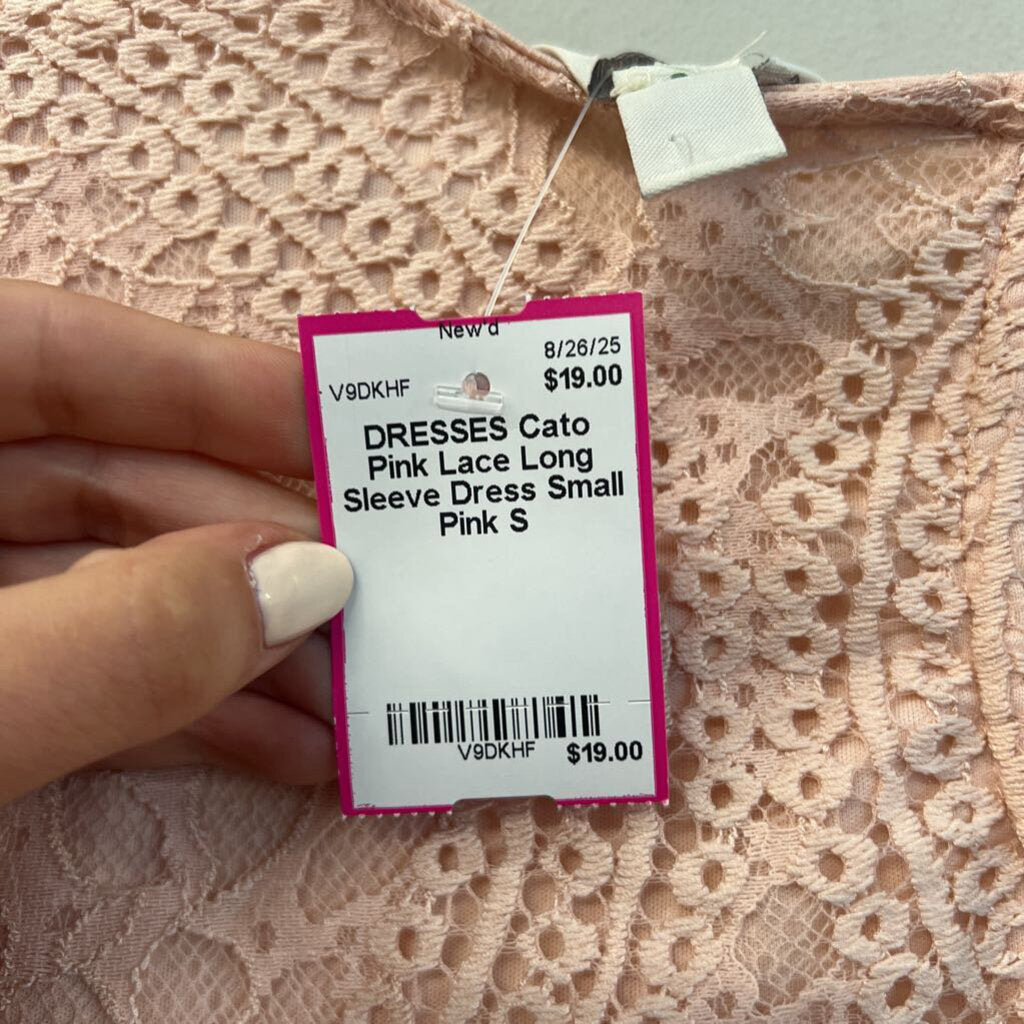 New'd
8/26/25
V9DKHF
$19.00
DRESSES Cato
Pink Lace Long
Sleeve Dress Small
Pink S
V9DKHF
$19.00